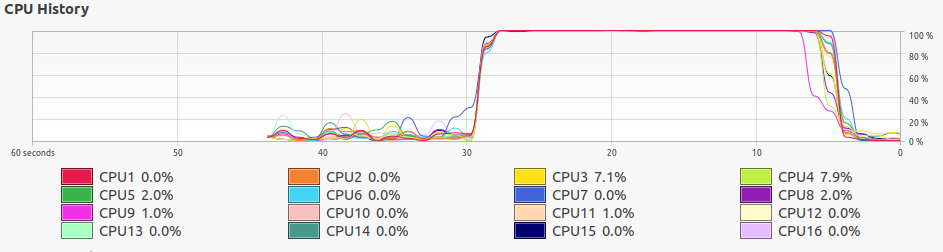 CPU History
100 %
80 %
60 %
40 %
20 %
0 %
60 seconds 50 40 30 20 10 0
CPU1 0.0% CPU2 0.0% CPU3 7.1% CPU4 7.9%
CPU5 2.0% CPU6 0.0% CPU7 0.0% CPU8 2.0%
CPU9 1.0% CPU10 0.0% CPU11 1.0% CPU12 0.0%
CPU13 0.0% CPU14 0.0% CPU15 0.0% CPU16 0.0%